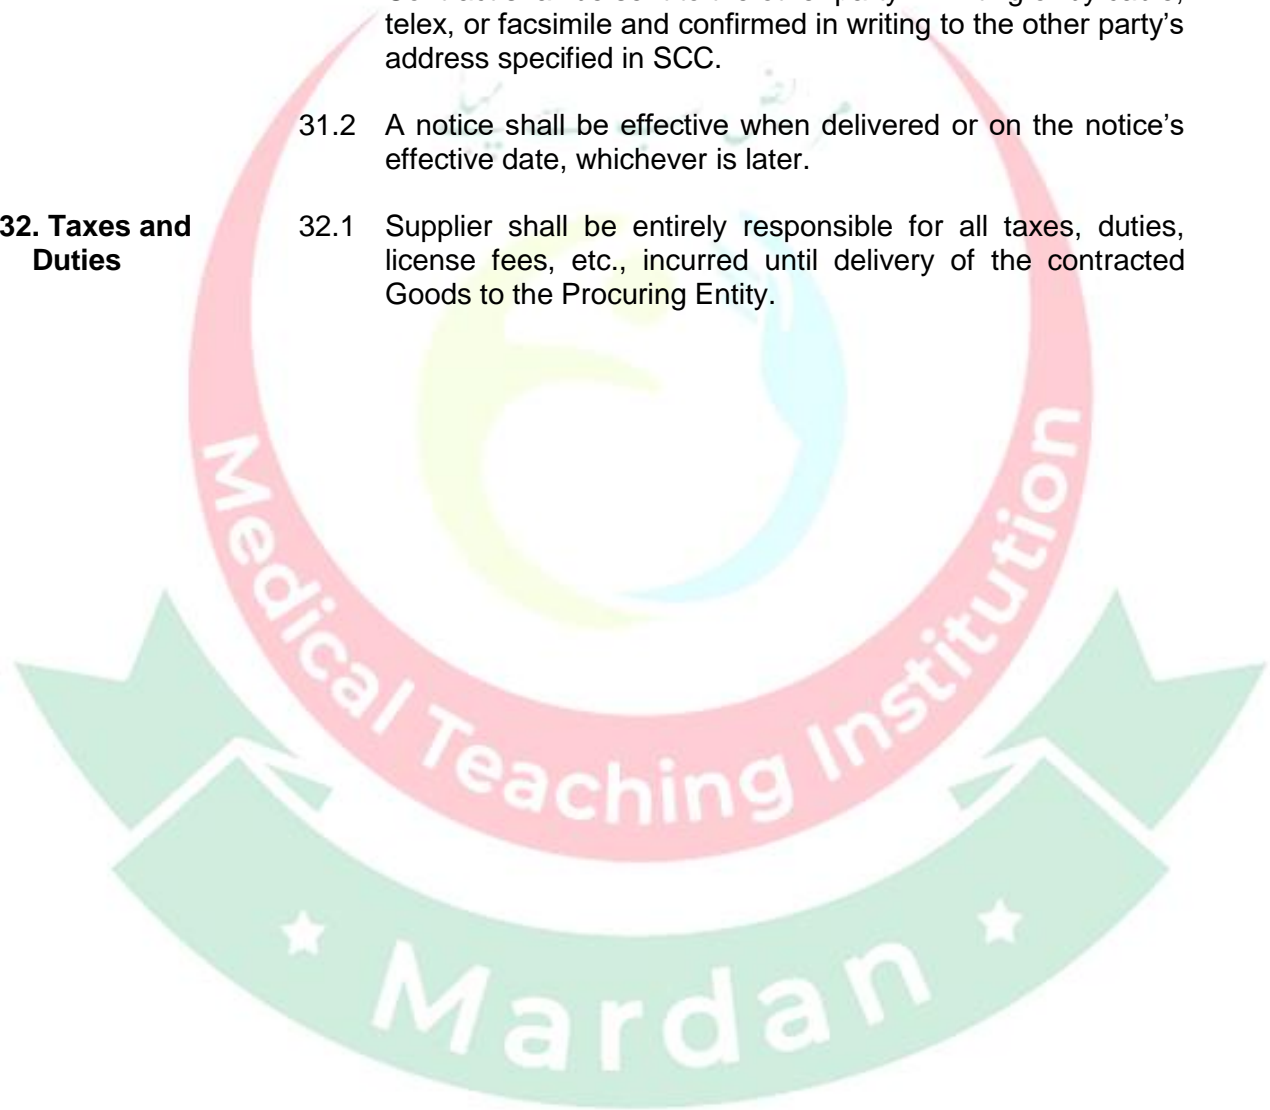 telex, or facsimile and confirmed in writing to the other party’s
address specified in SCC.
31.2 A notice shall be effective when delivered or on the notice’s
effective date, whichever is later.
32. Taxes and
Duties
32.1 Supplier shall be entirely responsible for all taxes, duties,
license fees, etc., incurred until delivery of the contracted
Goods to the Procuring Entity.
Medical Teaching Institution
Mardan